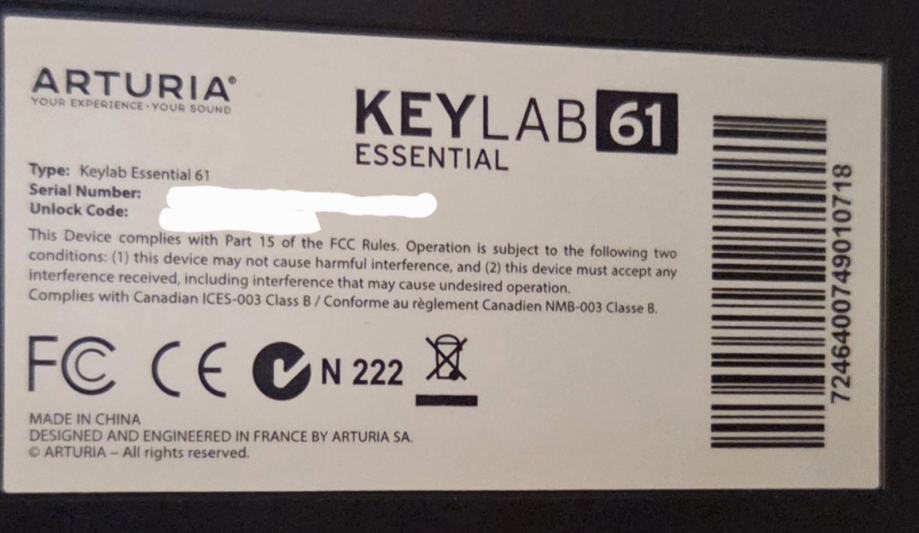 ARTURIA®
YOUR EXPERIENCE • YOUR SOUND
KEYLAB 61
ESSENTIAL
Type: Keylab Essential 61
Serial Number:
Unlock Code:
This Device complies with Part 15 of the FCC Rules. Operation is subject to the following two
conditions: (1) this device may not cause harmful interference, and (2) this device must accept any
interference received, including interference that may cause undesired operation.
Complies with Canadian ICES-003 Class B / Conforme au règlement Canadien NMB-003 Classe B.
FC CE N 222
MADE IN CHINA
DESIGNED AND ENGINEERED IN FRANCE BY ARTURIA SA.
© ARTURIA – All rights reserved.
7246400749010718